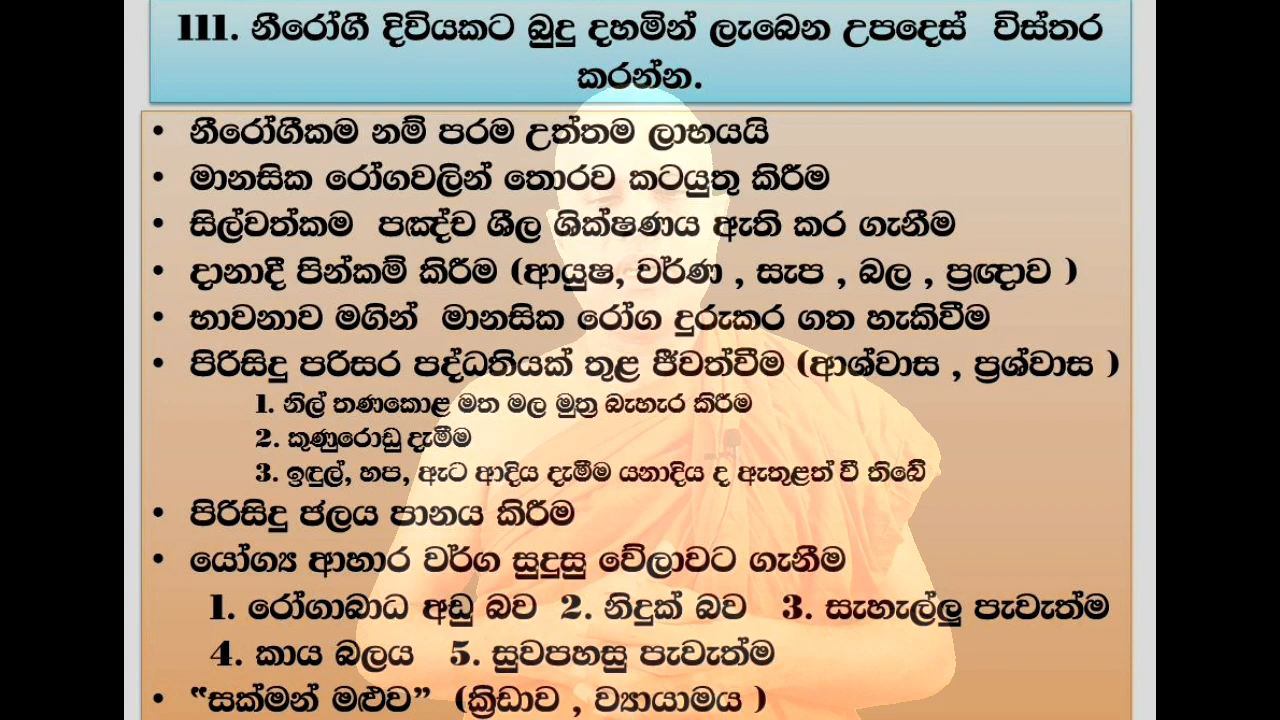 III. නීරෝගී දිවියකට බුදු දහමින් ලැබෙන උපදෙස් විස්තර
කරන්න.
• නීරෝගීකම නම් පරම උත්තම ලාභයයි
• මානසික රෝගවලින් තොරව කටයුතු කිරීම
• සිල්වත්කම පඤ්ච ශීල ශික්ෂණය ඇති කර ගැනීම
• දානාදී පින්කම් කිරීම (ආයුෂ, වර්ණ , සැප , බල , ප්‍රඥාව )
• භාවනාව මගින් මානසික රෝග දුරුකර ගත හැකිවීම
• පිරිසිදු පරිසර පද්ධතියක් තුළ ජීවත්වීම (ආශ්වාස , ප්‍රශ්වාස )
1. නිල් තණකොළ මත මල මුත්‍ර බැහැර කිරීම
2. කුණුරොඩු දැමීම
3. ඉඳුල්, හප, ඇට ආදිය දැමීම යනාදිය ද ඇතුළත් වී තිබේ
• පිරිසිදු ජලය පානය කිරීම
• යෝග්‍ය ආහාර වර්ග සුදුසු වේලාවට ගැනීම
1. රෝගාබාධ අඩු බව 2. නිදුක් බව 3. සැහැල්ලු පැවැත්ම
4. කාය බලය 5. සුවපහසු පැවැත්ම
• “සක්මන් මළුව” (ක්‍රීඩාව , ව්‍යායාමය )